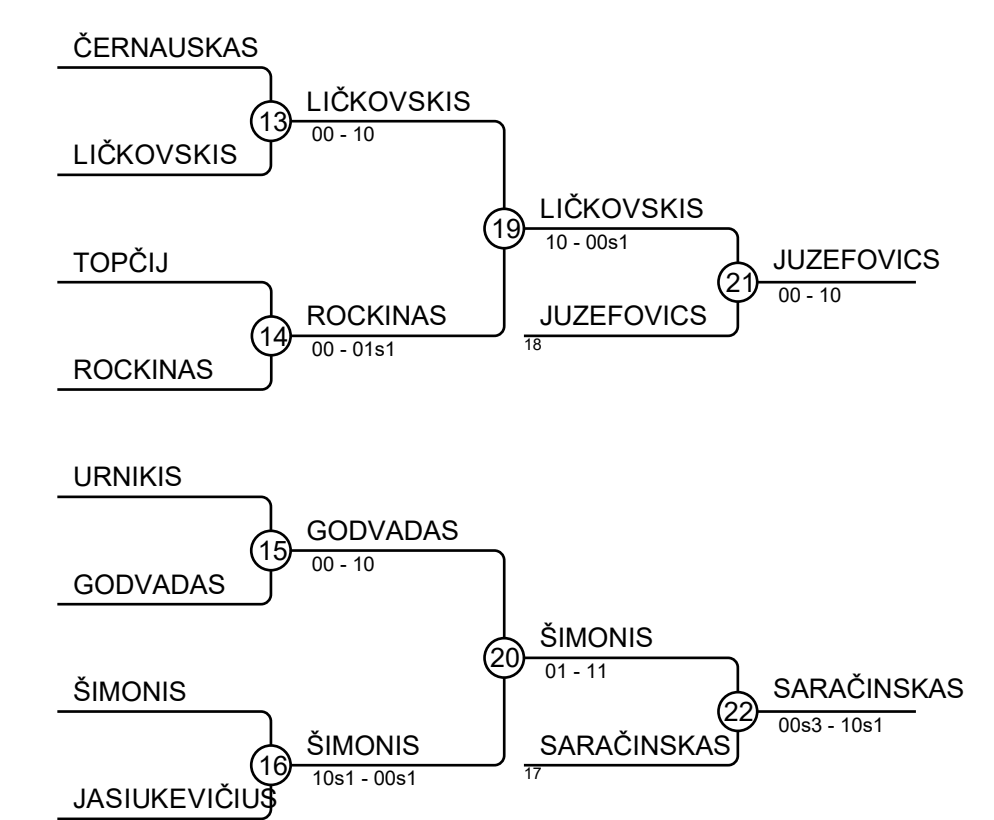 ČERNAUSKAS
13
LIČKOVSKIS
00 - 10
LIČKOVSKIS
19
LIČKOVSKIS
10 - 00s1
TOPČIJ
21
JUZEFOVICS
00 - 10
14
ROCKINAS
00 - 01s1
JUZEFOVICS
18
ROCKINAS
URNIKIS
15
GODVADAS
00 - 10
GODVADAS
20
ŠIMONIS
01 - 11
ŠIMONIS
22
SARAČINSKAS
00s3 - 10s1
16
ŠIMONIS
10s1 - 00s1
SARAČINSKAS
17
JASIUKEVIČIUS